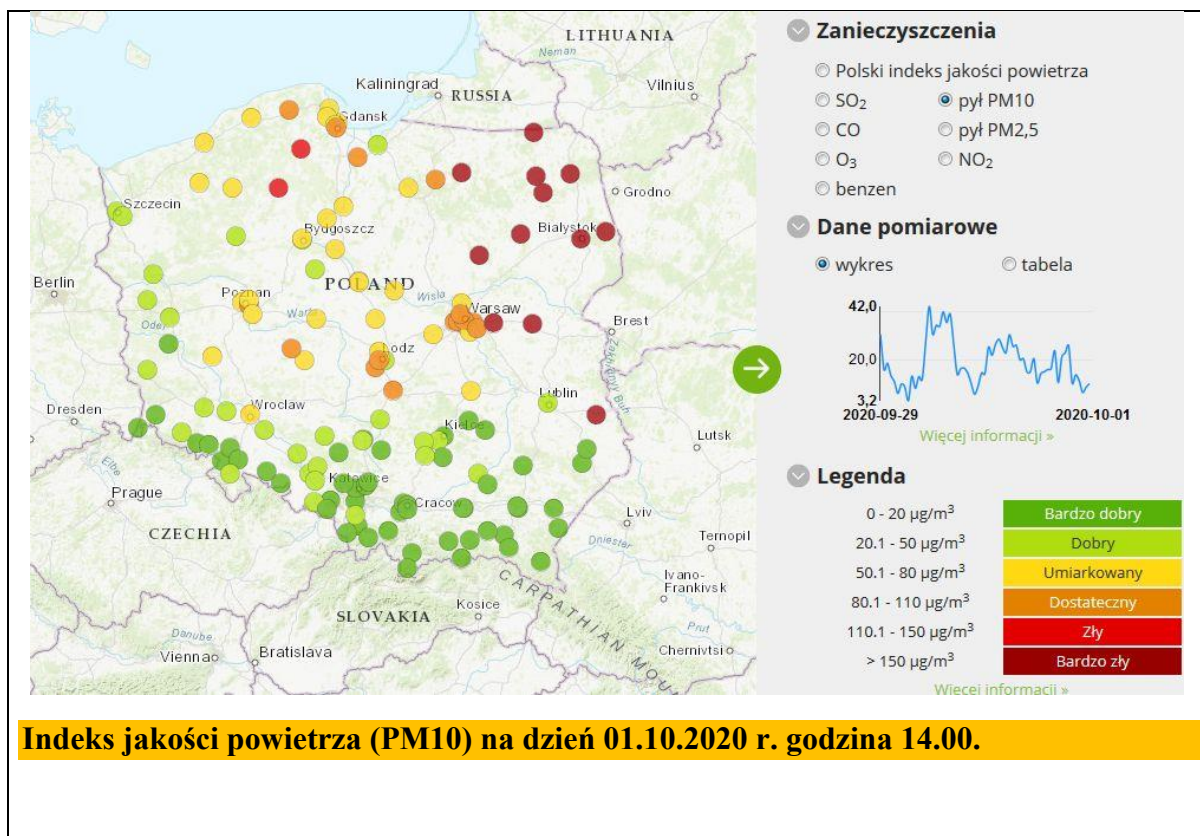 LITHUANIA
Neman
Kaliningrad
RUSSIA
Vilnius
Gdansk
Grodno
Szczecin
Bydgoszcz
Bialystok
Berlin
Poznan
POLAND
Wisla
Warsaw
Brest
Oder
Warta
Lodz
Zakhidnyy Buh
Lublin
Dresden
Wroclaw
Kielce
Lutsk
Elbe
Katowice
Prague
Cracow
Lviv
CZECHIA
Dniester
Ternopil
Ivano-
Frankivsk
CARPATHIAN MOU
SLOVAKIA
Kosice
Prut
Danube
Vienna
Bratislava
Chernivtsi
Zanieczyszczenia
Polski indeks jakości powietrza
SO2 pył PM10
CO pył PM2,5
O3 NO2
benzen
Dane pomiarowe
wykres tabela
42,0
20,0
3,2
2020-09-29 2020-10-01
Więcej informacji »
Legenda
0 - 20 µg/m3 Bardzo dobry
20.1 - 50 µg/m3 Dobry
50.1 - 80 µg/m3 Umiarkowany
80.1 - 110 µg/m3 Dostateczny
110.1 - 150 µg/m3 Zły
> 150 µg/m3 Bardzo zły
Więcej informacji »
Indeks jakości powietrza (PM10) na dzień 01.10.2020 r. godzina 14.00.